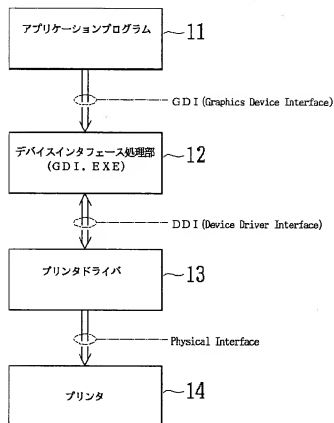 アプリケーションプログラム
11
GDI(Graphics Device Interface)
デバイスインタフェース処理部
(GDI. EXE)
12
DDI(Device Driver Interface)
プリンタドライバ
13
Physical Interface
プリンタ
14